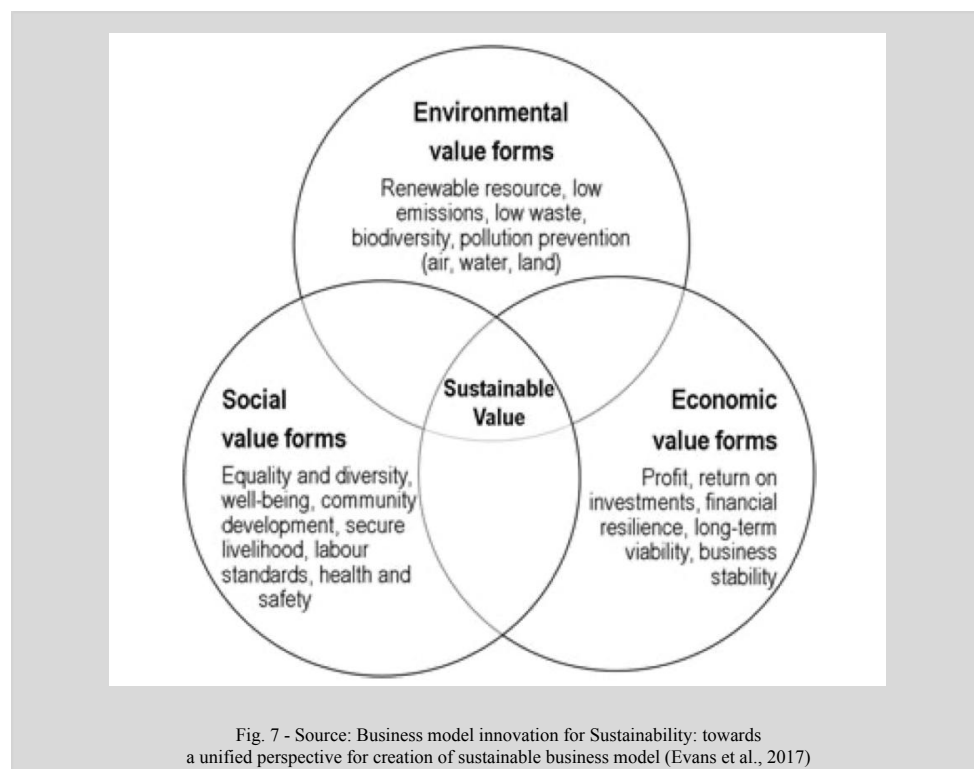 Environmental
value forms
Renewable resource, low
emissions, low waste,
biodiversity, pollution prevention
(air, water, land)
Sustainable
Value
Social
value forms
Equality and diversity,
well-being, community
development, secure
livelihood, labour
standards, health and
safety
Economic
value forms
Profit, return on
investments, financial
resilience, long-term
viability, business
stability
Fig. 7 - Source: Business model innovation for Sustainability: towards
a unified perspective for creation of sustainable business model (Evans et al., 2017)